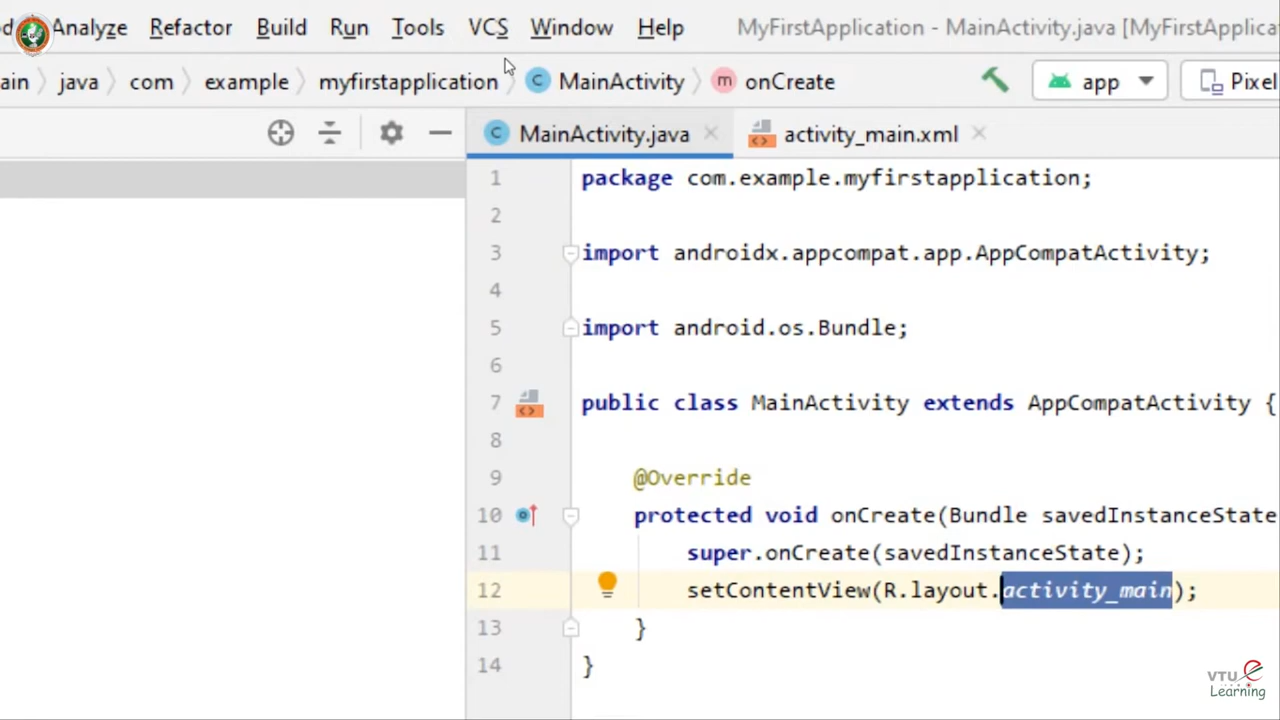 Analyze Refactor Build Run Tools VCS Window Help MyFirstApplication - MainActivity.java [MyFirstApplica
ain java com example myfirstapplication C MainActivity m onCreate app Pixel
C MainActivity.java activity_main.xml
1 package com.example.myfirstapplication;
2
3 import androidx.appcompat.app.AppCompatActivity;
4
5 import android.os.Bundle;
6
7 public class MainActivity extends AppCompatActivity {
8
9 @Override
10 protected void onCreate(Bundle savedInstanceState
11 super.onCreate(savedInstanceState);
12 setContentView(R.layout.activity_main);
13 }
14 }
VTU e
Learning